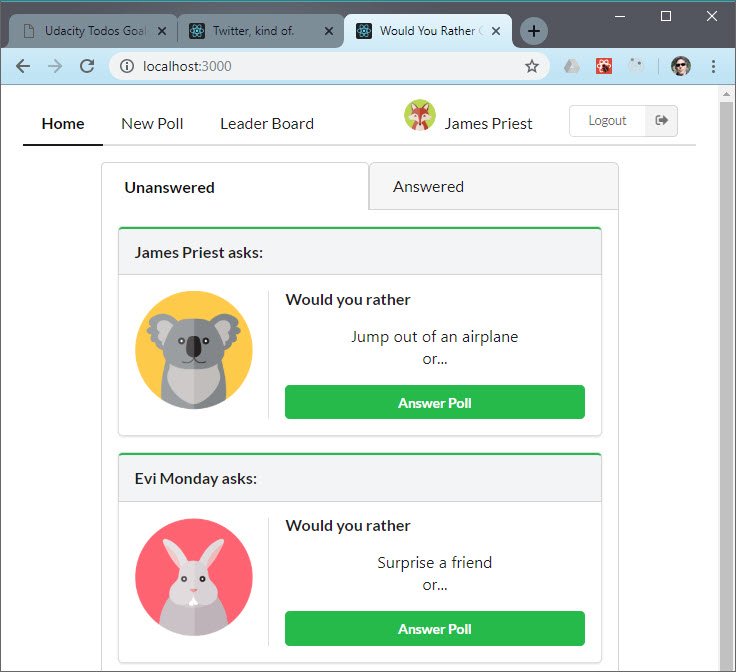 Udacity Todos Goal
Twitter, kind of.
Would You Rather
localhost:3000
Home
New Poll
Leader Board
James Priest
Logout
Unanswered
Answered
James Priest asks:
Would you rather
Jump out of an airplane
or...
Answer Poll
Evi Monday asks:
Would you rather
Surprise a friend
or...
Answer Poll